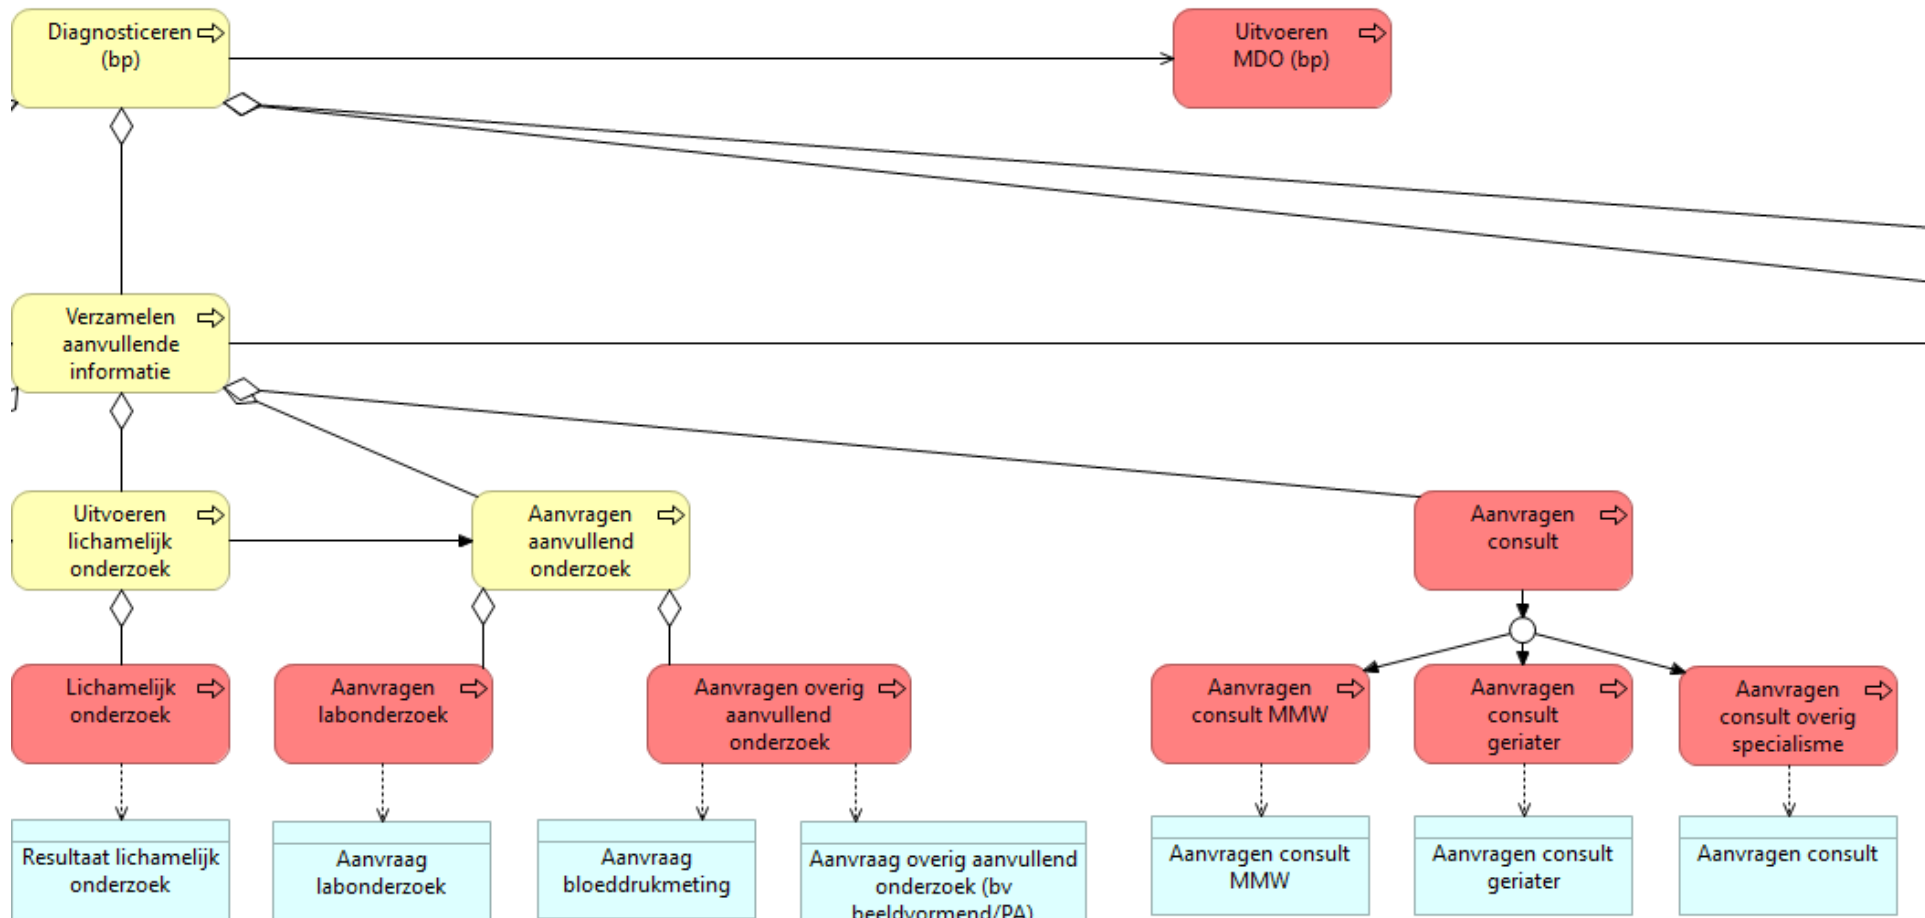 Diagnosticeren
(bp)
Uitvoeren
MDO (bp)
Verzamelen
aanvullende
informatie
Uitvoeren
lichamelijk
onderzoek
Aanvragen
aanvullend
onderzoek
Aanvragen
consult
Lichamelijk
onderzoek
Aanvragen
labonderzoek
Aanvragen overig
aanvullend
onderzoek
Aanvragen
consult MMW
Aanvragen
consult
geriater
Aanvragen
consult overig
specialisme
Resultaat lichamelijk
onderzoek
Aanvraag
labonderzoek
Aanvraag
bloeddrukmeting
Aanvraag overig aanvullend
onderzoek (bv
beeldvormend/PA)
Aanvragen consult
MMW
Aanvragen consult
geriater
Aanvragen consult